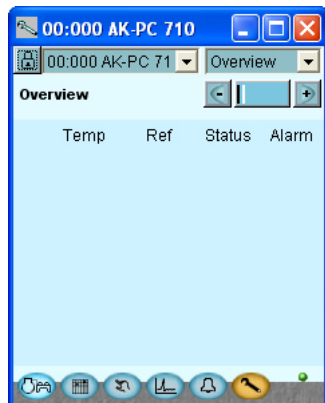 00:000 AK-PC 710
00:000 AK-PC 71 Overview
Overview
Temp Ref Status Alarm